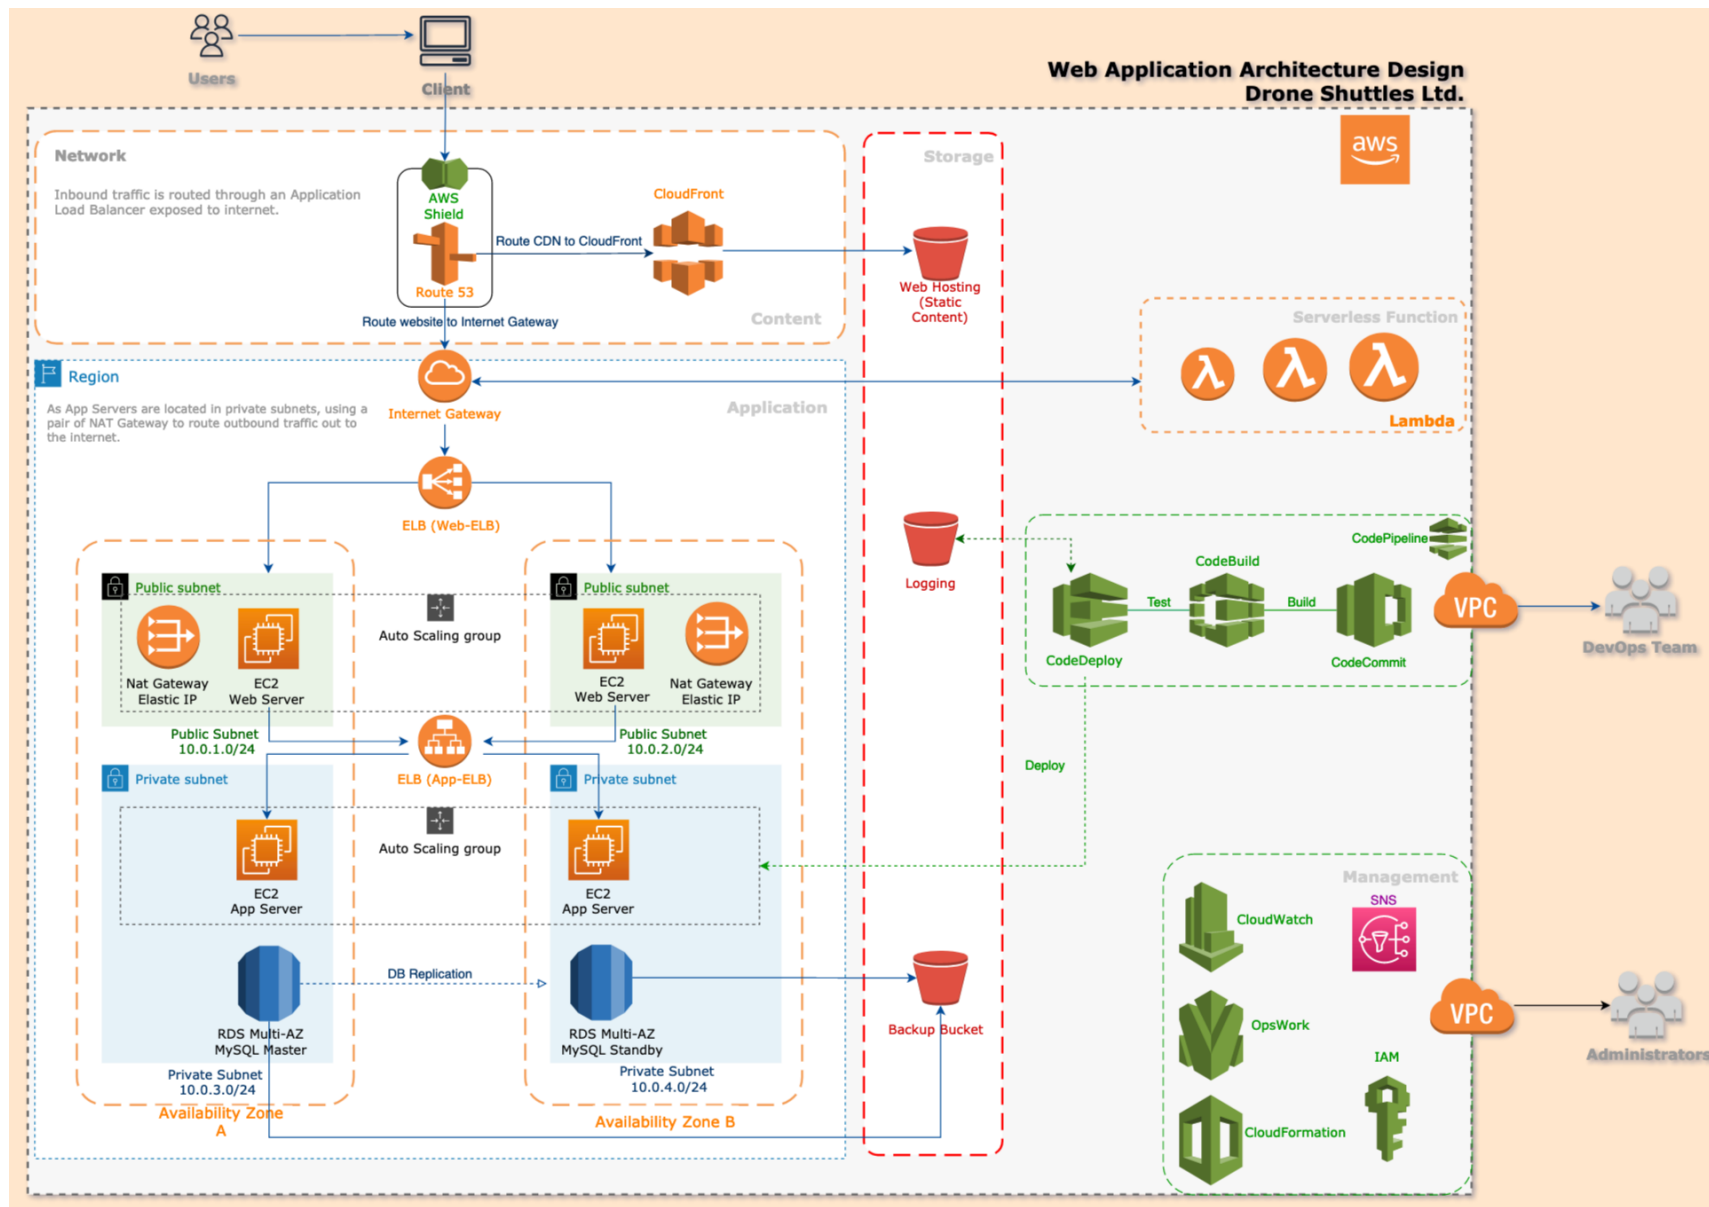 Users
Client
Web Application Architecture Design
Drone Shuttles Ltd.
aws
Network
Inbound traffic is routed through an Application
Load Balancer exposed to internet.
AWS
Shield
Route 53
Route CDN to CloudFront
CloudFront
Route website to Internet Gateway
Content
Storage
Web Hosting
(Static
Content)
Serverless Function
Lambda
Region
As App Servers are located in private subnets, using a
pair of NAT Gateway to route outbound traffic out to
the internet.
Internet Gateway
Application
ELB (Web-ELB)
Public subnet
Nat Gateway
Elastic IP
EC2
Web Server
Auto Scaling group
Public subnet
EC2
Web Server
Nat Gateway
Elastic IP
Public Subnet
10.0.1.0/24
Public Subnet
10.0.2.0/24
ELB (App-ELB)
Private subnet
Private subnet
Auto Scaling group
EC2
App Server
EC2
App Server
DB Replication
RDS Multi-AZ
MySQL Master
RDS Multi-AZ
MySQL Standby
Private Subnet
10.0.3.0/24
Private Subnet
10.0.4.0/24
Availability Zone
A
Availability Zone B
Logging
Backup Bucket
CodePipeline
CodeBuild
Test
Build
CodeDeploy
CodeCommit
VPC
DevOps Team
Deploy
Management
SNS
CloudWatch
OpsWork
IAM
CloudFormation
VPC
Administrators